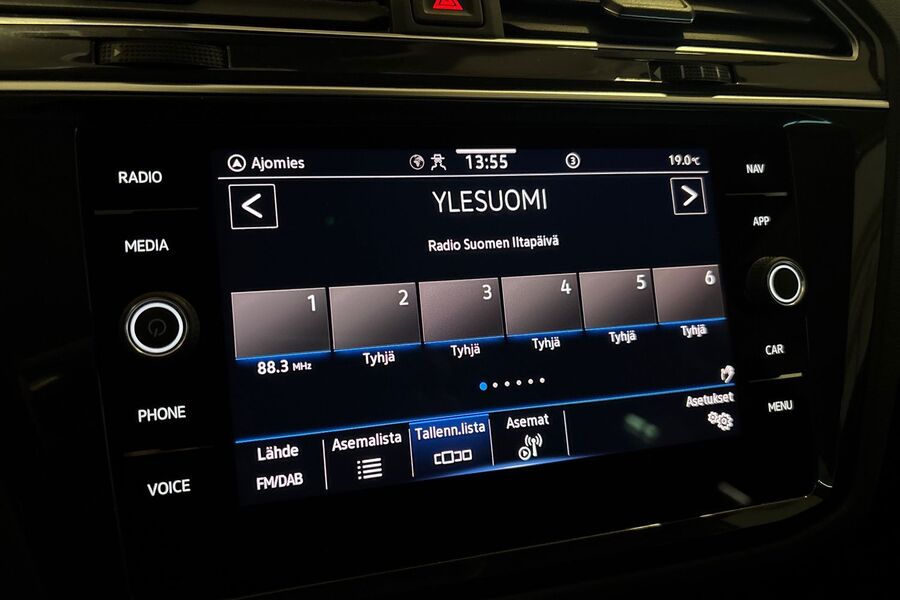 RADIO
MEDIA
PHONE
VOICE
Ajomies
13:55
3
19.0°C
YLESUOMI
Radio Suomen Iltapäivä
1
2
3
4
5
6
88.3 MHz
Tyhjä
Tyhjä
Tyhjä
Tyhjä
Tyhjä
Lähde
FM/DAB
Asemalista
Tallenn.lista
Asemat
Asetukset
NAV
APP
CAR
MENU